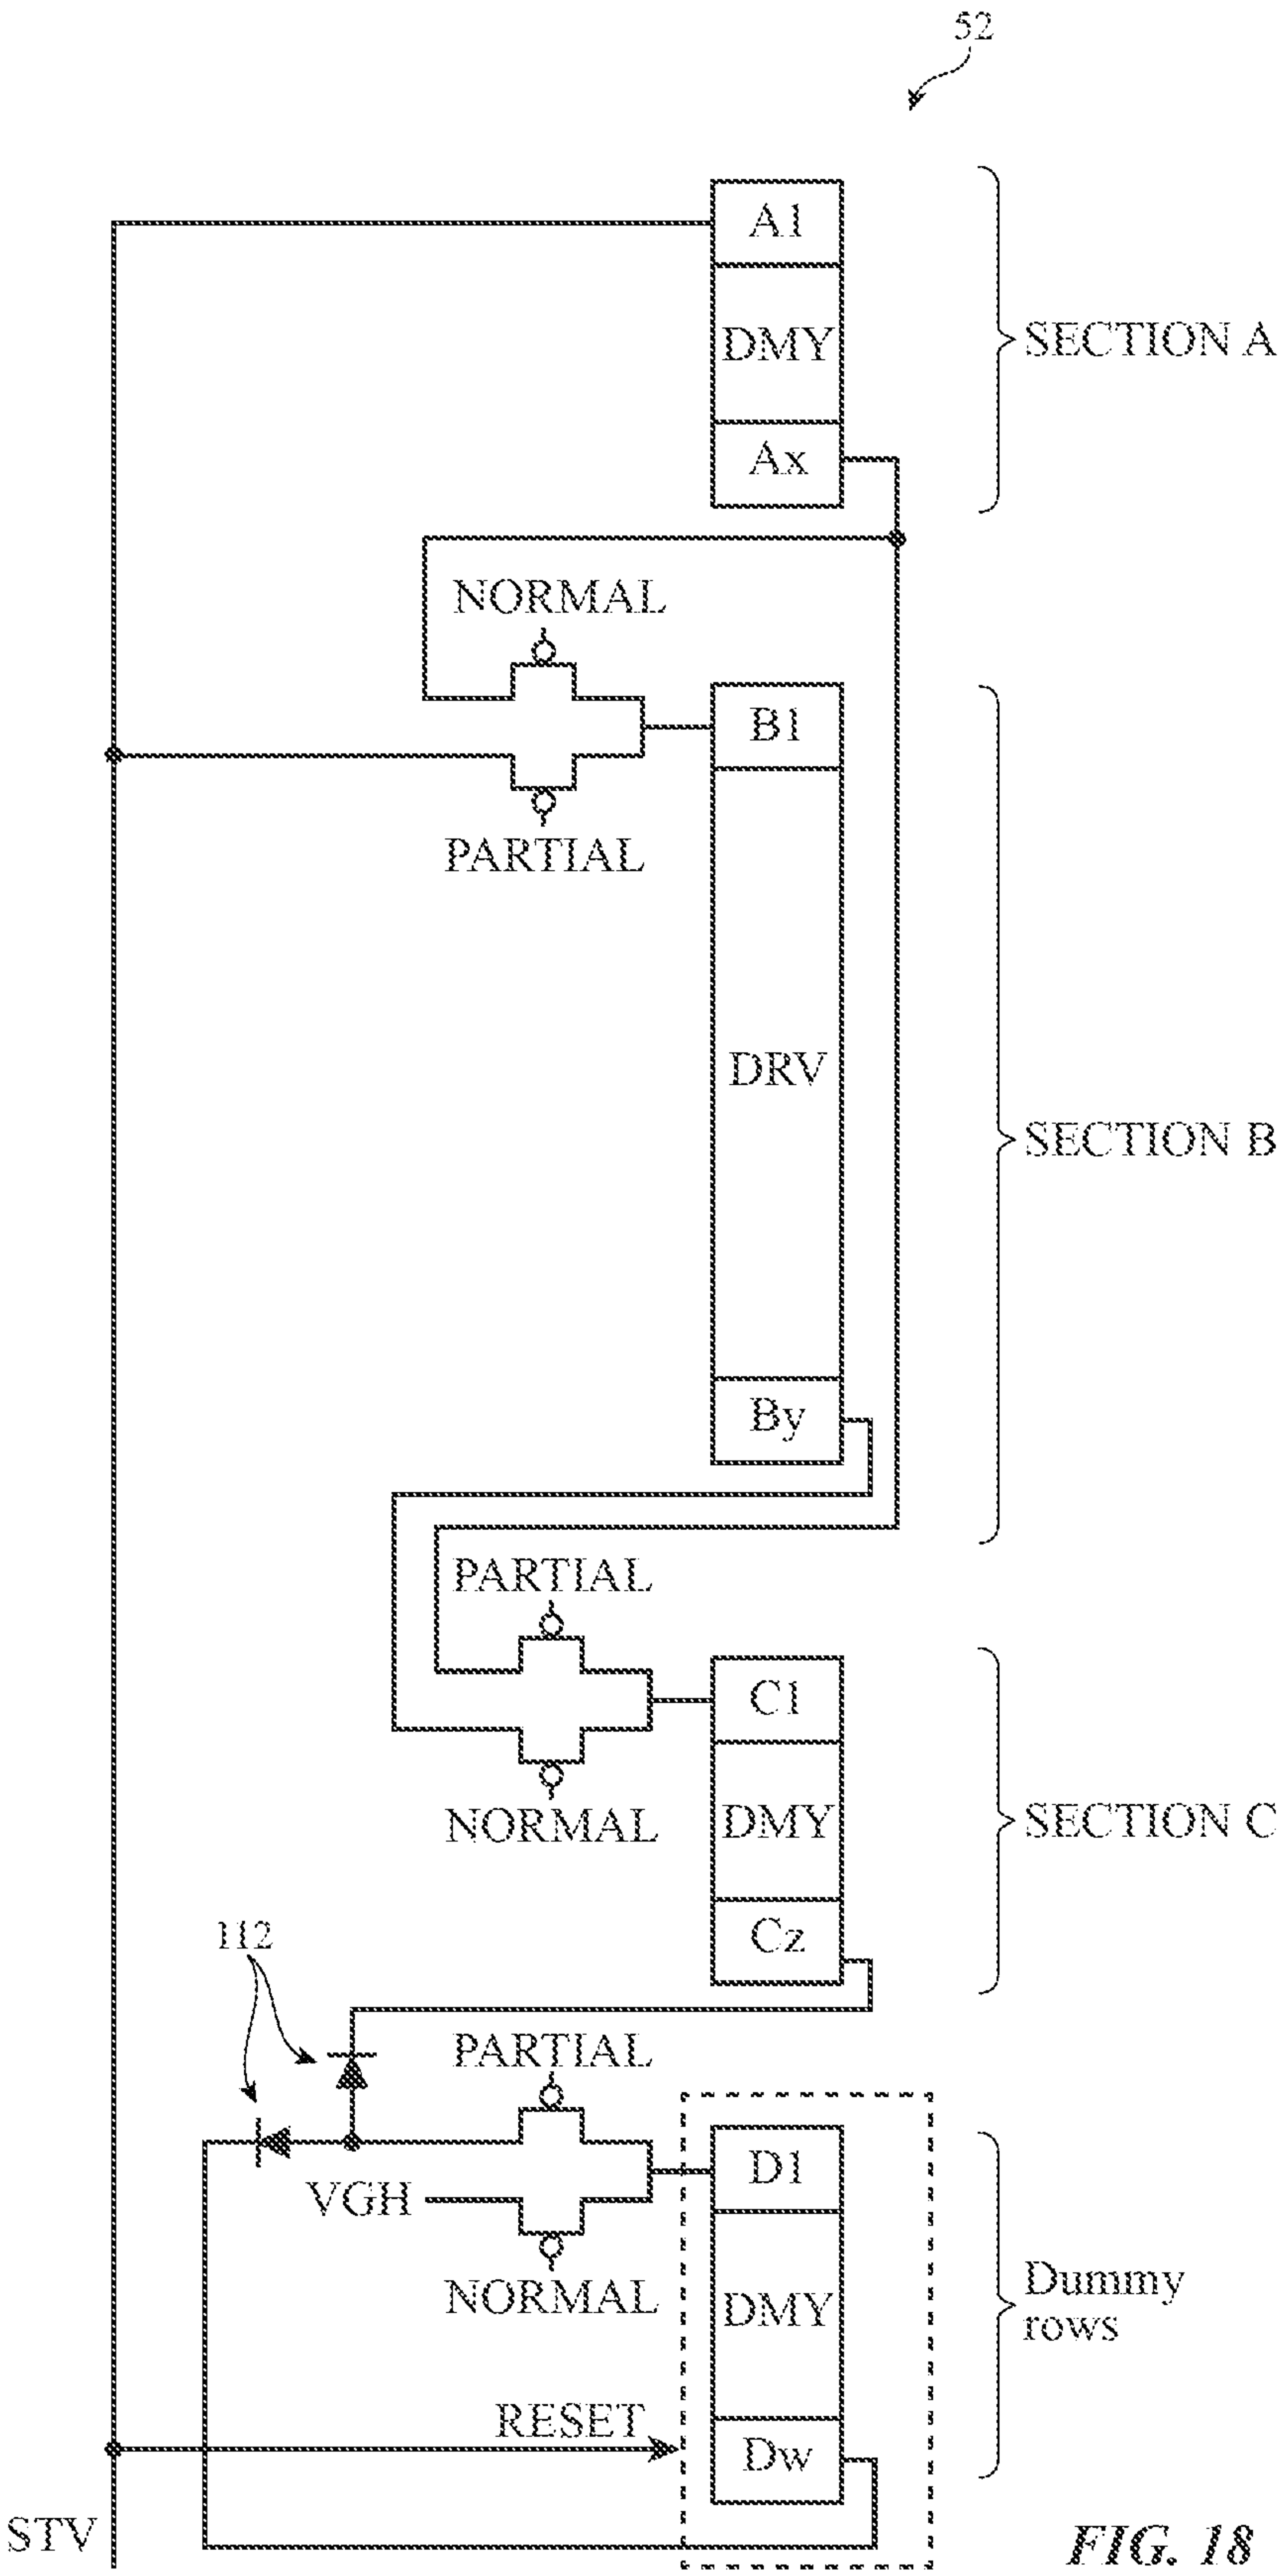 52
A1
DMY
SECTION A
Ax
NORMAL
B1
PARTIAL
DRV
SECTION B
By
PARTIAL
C1
DMY
SECTION C
NORMAL
Cz
112
PARTIAL
D1
VGH
NORMAL
DMY
Dummy
rows
RESET
Dw
STV
FIG. 18